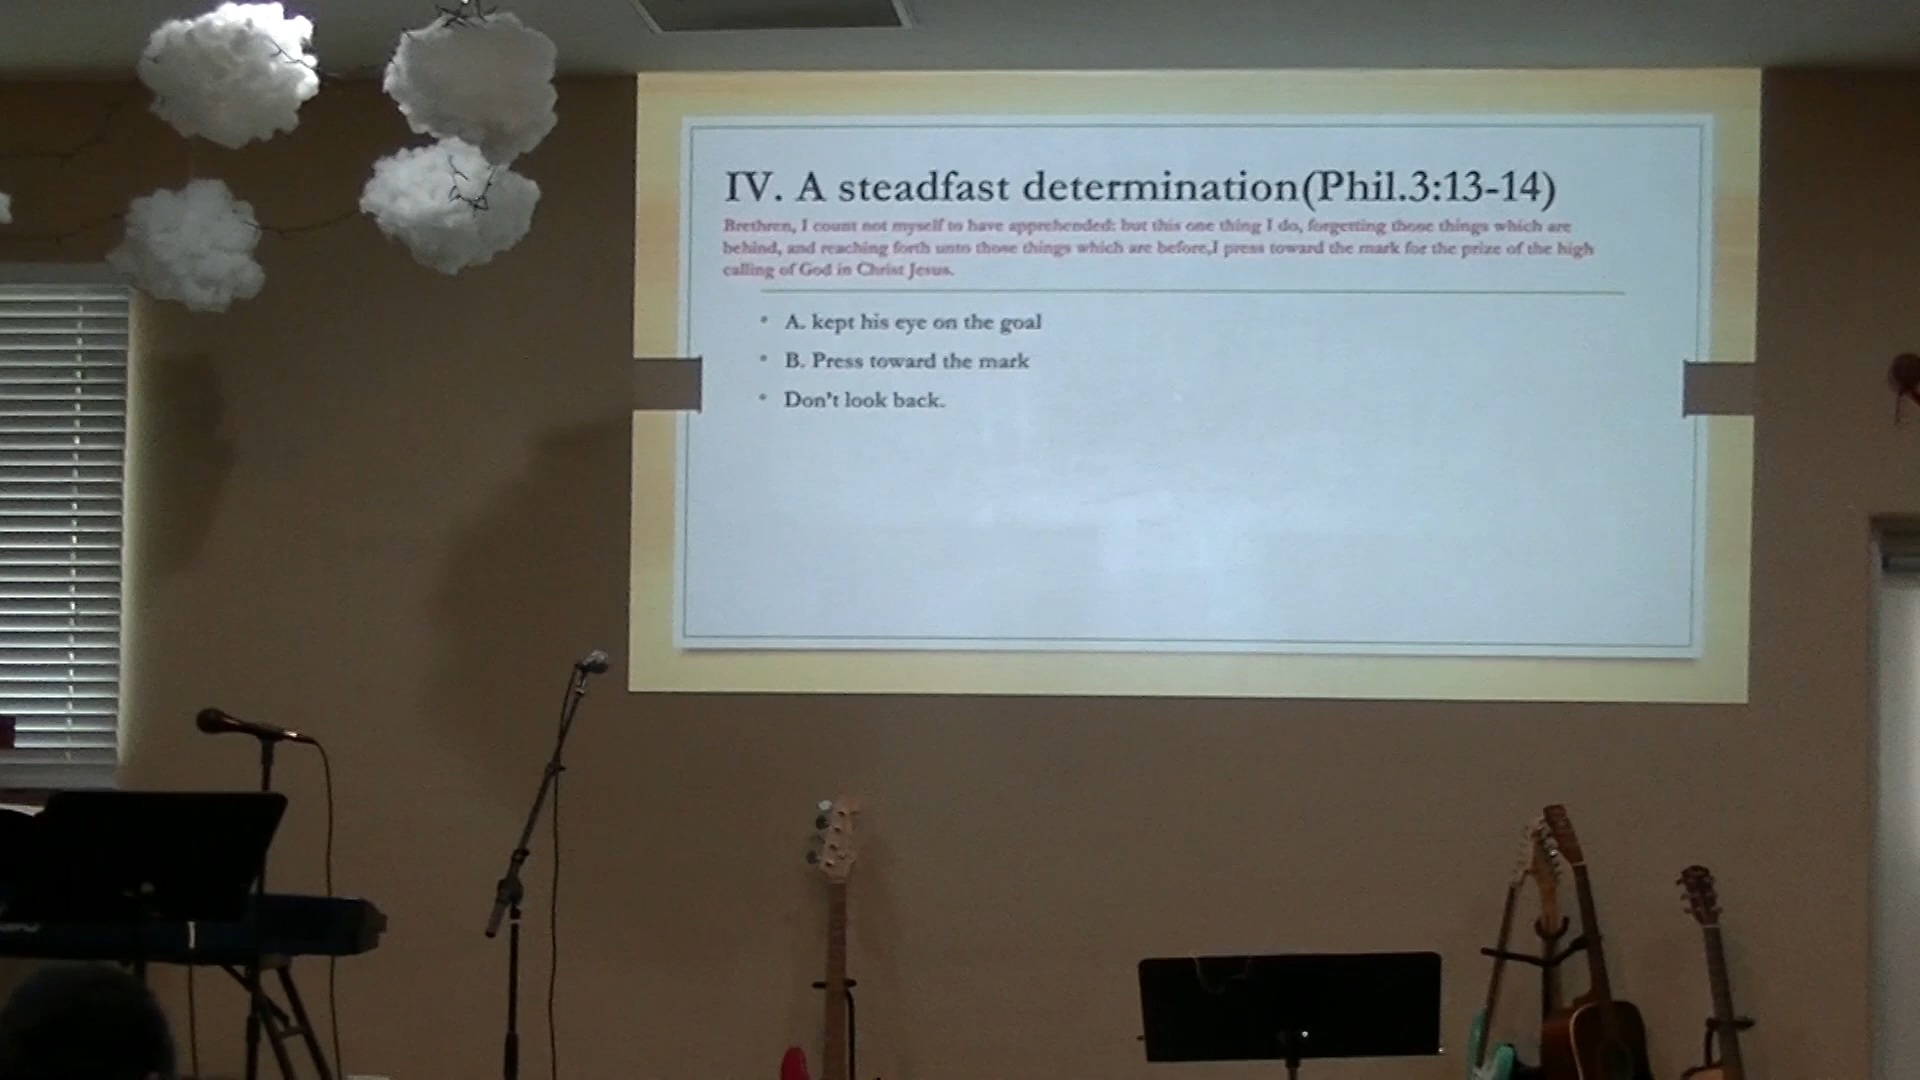 IV. A steadfast determination(Phil.3:13-14)
Brethren, I count not myself to have apprehended: but this one thing I do, forgetting those things which are
behind, and reaching forth unto those things which are before,I press toward the mark for the prize of the high
calling of God in Christ Jesus.
• A. kept his eye on the goal
• B. Press toward the mark
• Don't look back.